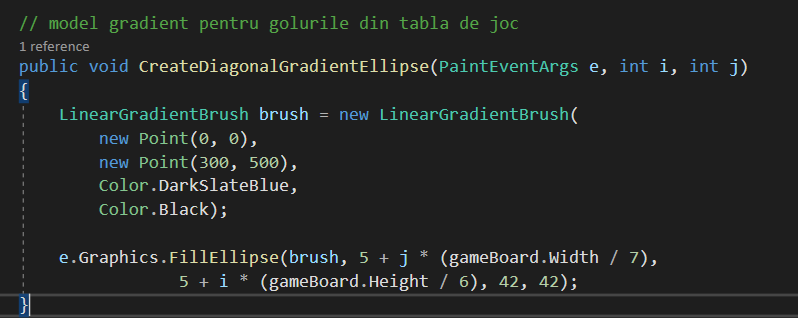 // model gradient pentru golurile din tabla de joc
1 reference
public void CreateDiagonalGradientEllipse(PaintEventArgs e, int i, int j)
{
    LinearGradientBrush brush = new LinearGradientBrush(
        new Point(0, 0),
        new Point(300, 500),
        Color.DarkSlateBlue,
        Color.Black);
    e.Graphics.FillEllipse(brush, 5 + j * (gameBoard.Width / 7),
                5 + i * (gameBoard.Height / 6), 42, 42);
}